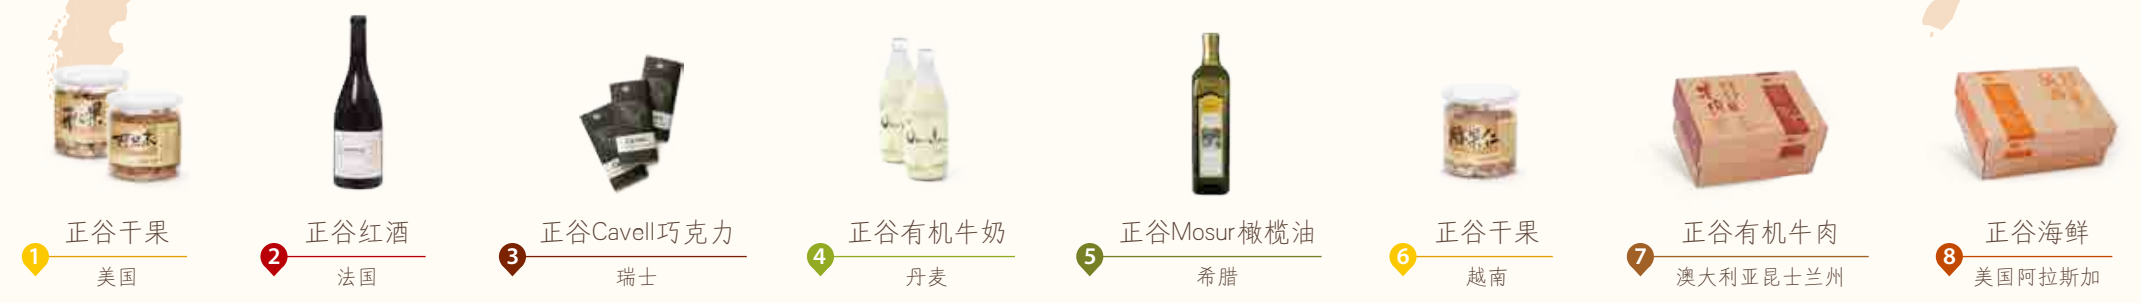 正谷干果
1
美国
正谷红酒
2
法国
正谷Cavell巧克力
3
瑞士
正谷有机牛奶
4
丹麦
正谷Mosur橄榄油
5
希腊
正谷干果
6
越南
正谷有机牛肉
7
澳大利亚昆士兰州
正谷海鲜
8
美国阿拉斯加